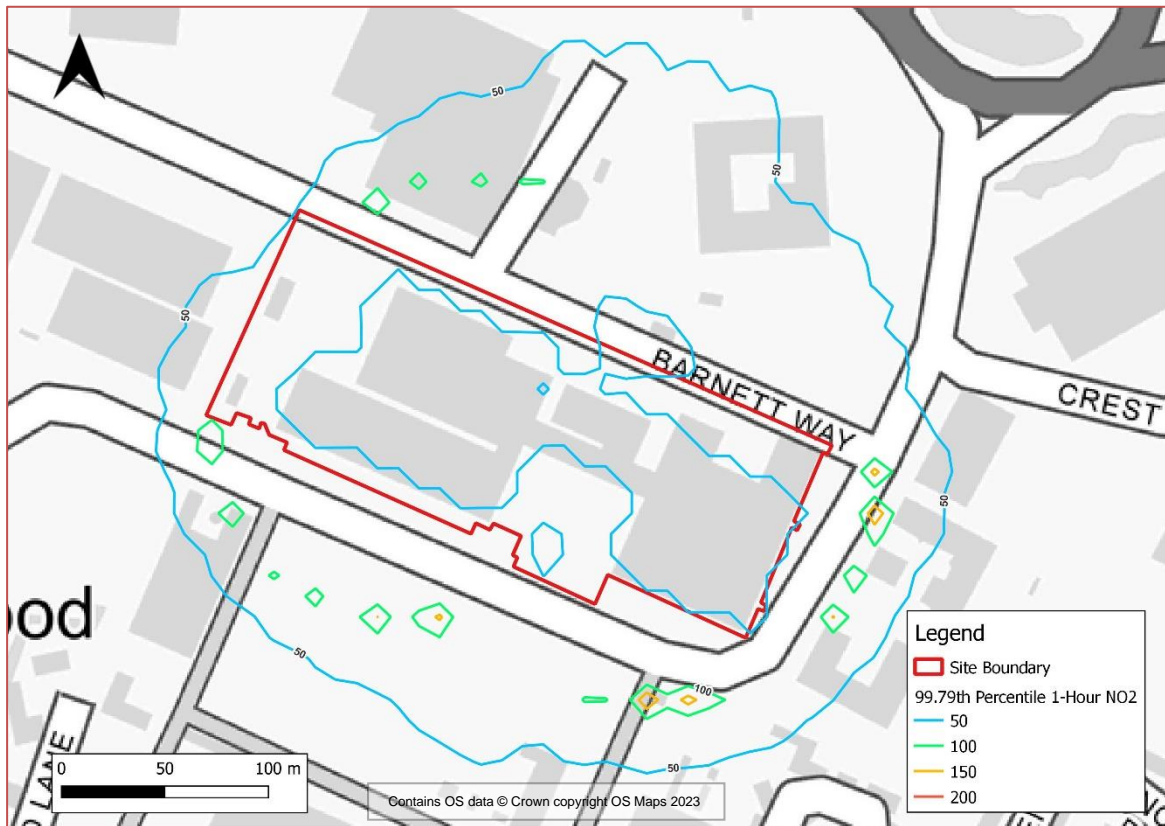 50
50
50
BARNETT WAY
CREST
50
ood
50
100
50
D LANE
0 50 100 m
Contains OS data © Crown copyright OS Maps 2023
Legend
Site Boundary
99.79th Percentile 1-Hour NO2
50
100
150
200